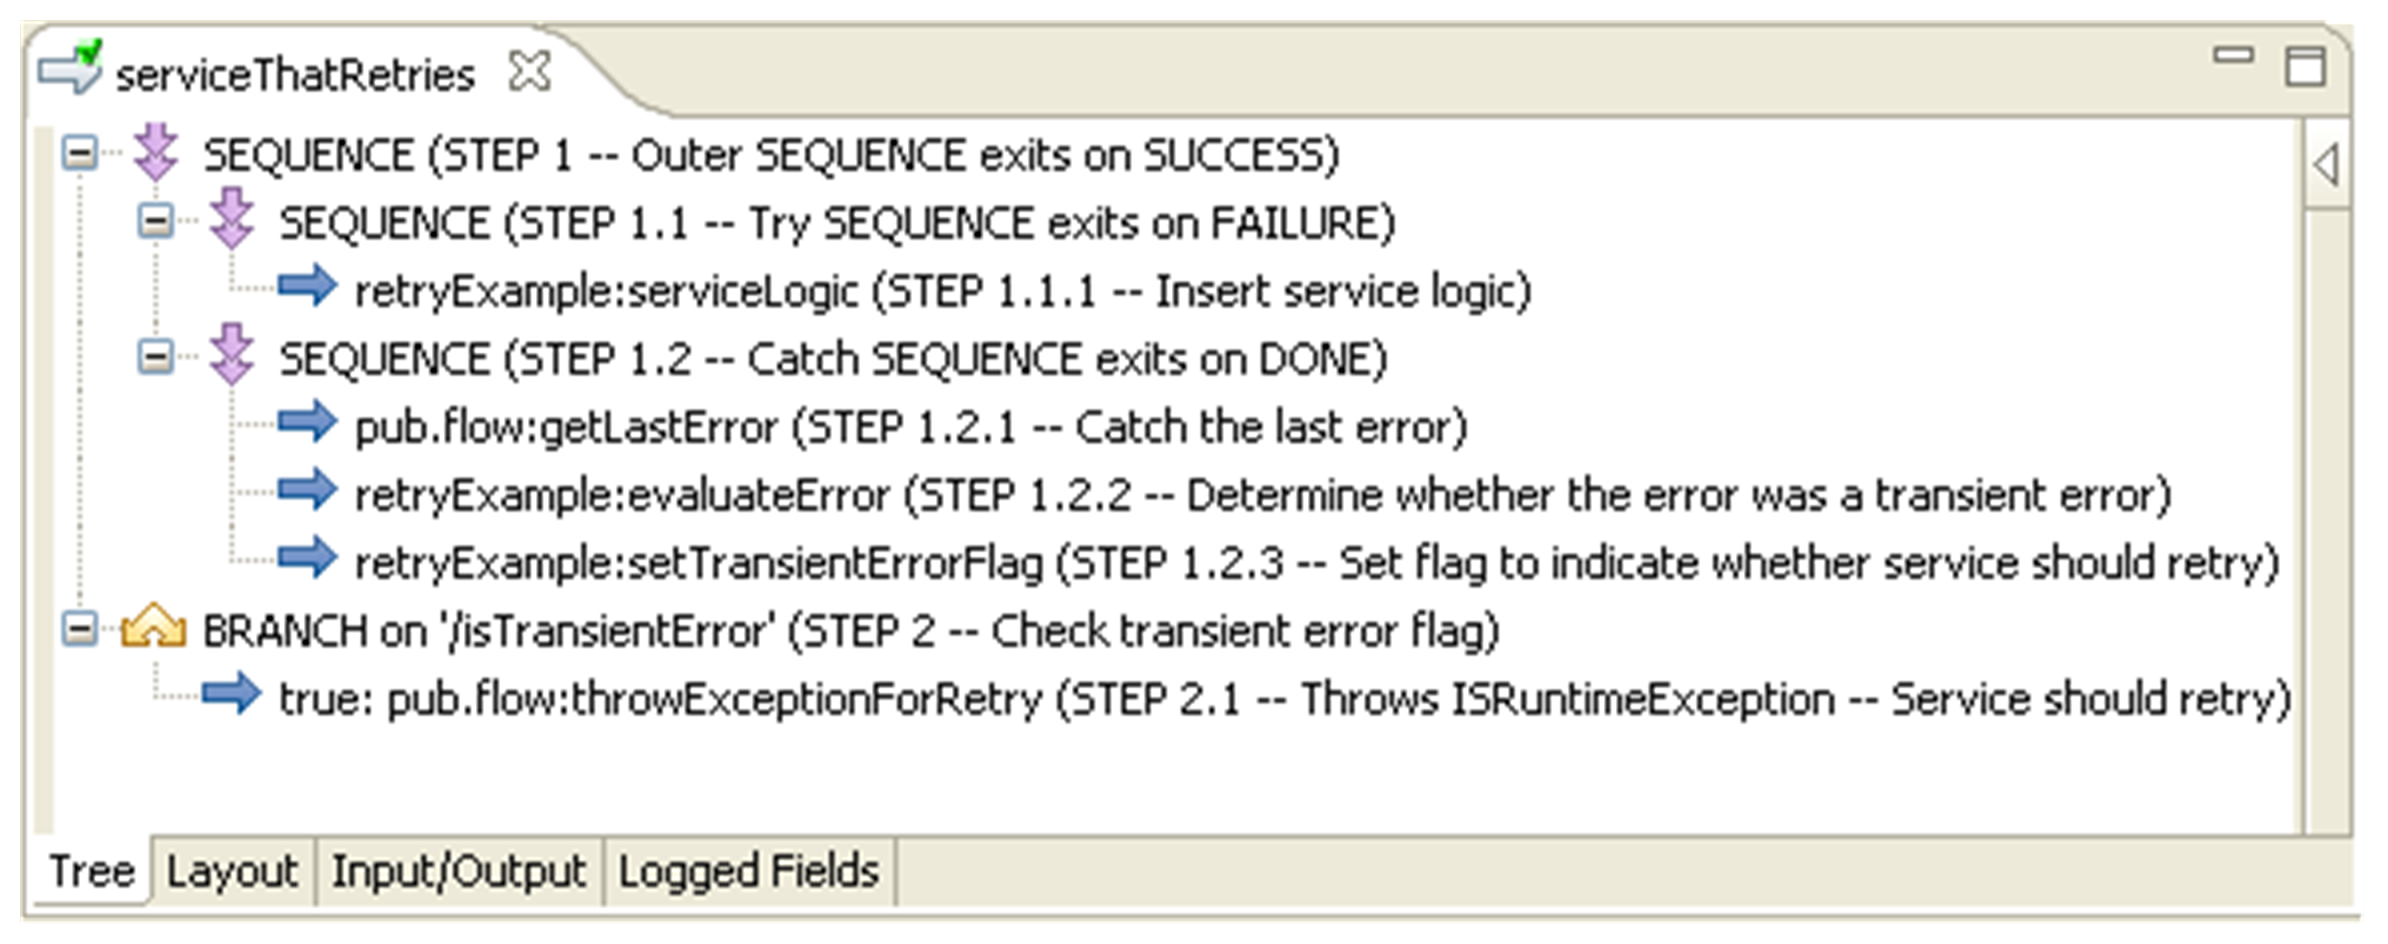 serviceThatRetries
SEQUENCE (STEP 1 -- Outer SEQUENCE exits on SUCCESS)
SEQUENCE (STEP 1.1 -- Try SEQUENCE exits on FAILURE)
retryExample:serviceLogic (STEP 1.1.1 -- Insert service logic)
SEQUENCE (STEP 1.2 -- Catch SEQUENCE exits on DONE)
pub.flow:getLastError (STEP 1.2.1 -- Catch the last error)
retryExample:evaluateError (STEP 1.2.2 -- Determine whether the error was a transient error)
retryExample:setTransientErrorFlag (STEP 1.2.3 -- Set flag to indicate whether service should retry)
BRANCH on '/isTransientError' (STEP 2 -- Check transient error flag)
true: pub.flow:throwExceptionForRetry (STEP 2.1 -- Throws ISRuntimeException -- Service should retry)
Tree Layout Input/Output Logged Fields